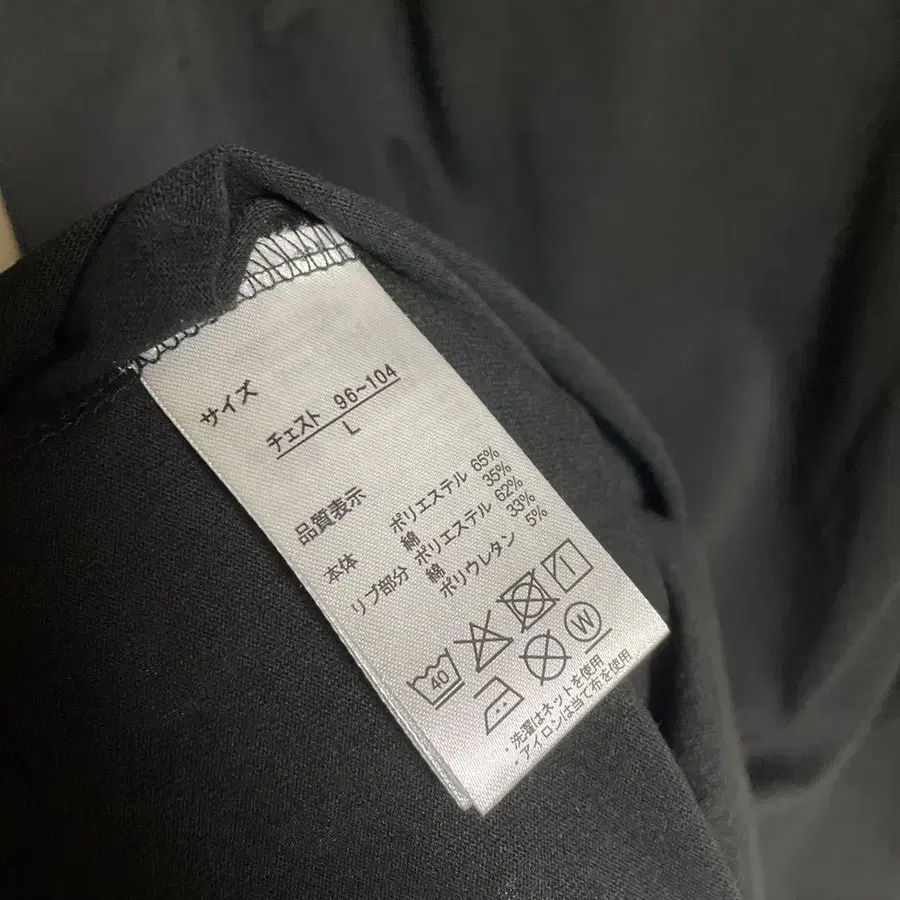 サイズ
チェスト 96~104
L
品質表示
本体 ポリエステル 65%
綿 35%
リブ部分 ポリエステル 62%
綿 33%
ポリウレタン 5%
40
1
W
・洗濯はネットを使用
・アイロンは当て布を使用